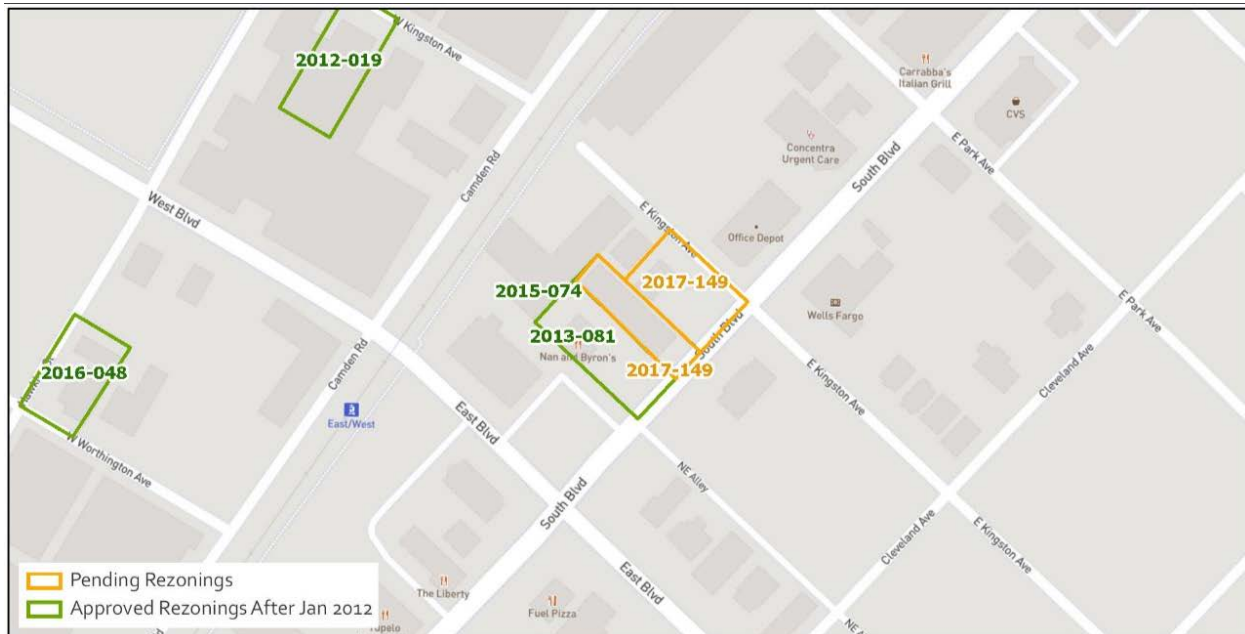 W Kingston Ave
2012-019
Carrabba's
Italian Grill
CVS
Concentra
Urgent Care
South Blvd
E Park Ave
Camden Rd
West Blvd
E Kingston Ave
Office Depot
2017-149
2015-074
2013-081
Nan and Byron's
South Blvd
2017-149
Wells Fargo
E Park Ave
2016-048
Camden Rd
East/West
E Kingston Ave
Cleveland Ave
East Blvd
W Worthington Ave
NE Alley
South Blvd
Cleveland Ave
E Kingston Ave
East Blvd
The Liberty
Fuel Pizza
Tupelo
Pending Rezonings
Approved Rezonings After Jan 2012